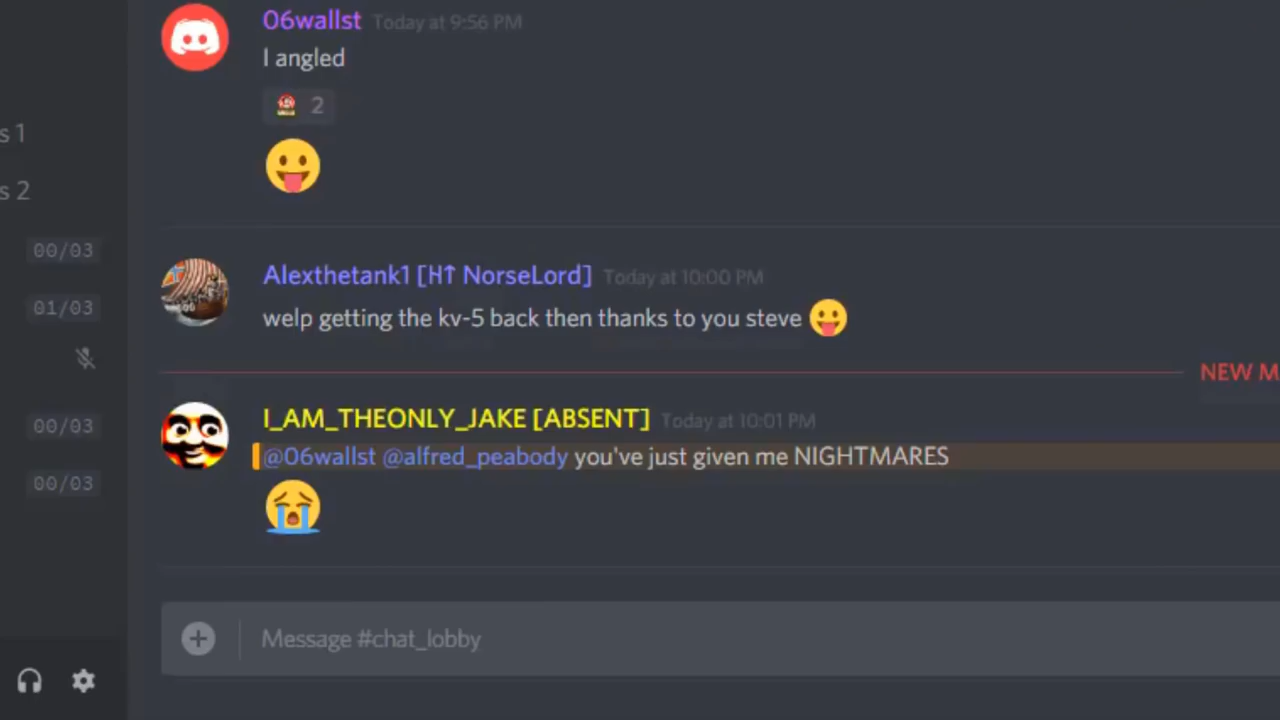 06wallst Today at 9:56 PM
I angled
2
s 1
s 2
00/03
Alexthetank1 [H↑ NorseLord] Today at 10:00 PM
01/03
welp getting the kv-5 back then thanks to you steve
NEW M
I_AM_THEONLY_JAKE [ABSENT] Today at 10:01 PM
00/03
@06wallst @alfred_peabody you've just given me NIGHTMARES
00/03
Message #chat_lobby